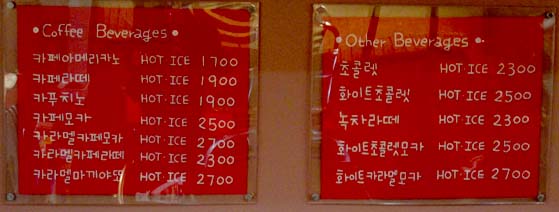 • Coffee Beverages •
카페아메리카노 HOT·ICE 1700
카페라떼 HOT·ICE 1900
카푸치노 HOT·ICE 1900
카페모카 HOT·ICE 2500
카라멜카페모카 HOT·ICE 2700
카라멜카페라떼 HOT·ICE 2300
카라멜마끼야또 HOT·ICE 2700
• Other Beverages •
초콜렛 HOT·ICE 2300
화이트초콜렛 HOT·ICE 2500
녹차라떼 HOT·ICE 2300
화이트초콜렛모카 HOT·ICE 2500
화이트카라멜모카 HOT·ICE 2700